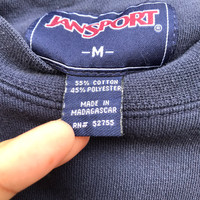 JANSPORT
-M-
55% COTTON
45% POLYESTER
MADE IN
MADAGASCAR
RN# 52755